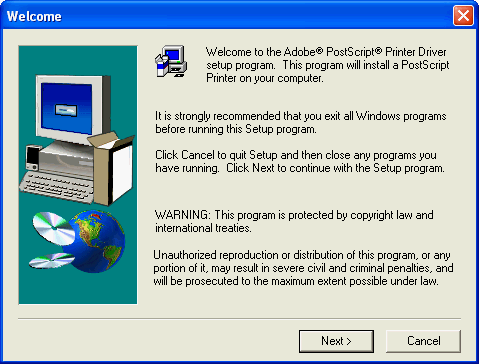 Welcome
Welcome to the Adobe® PostScript® Printer Driver
setup program. This program will install a PostScript
Printer on your computer.
It is strongly recommended that you exit all Windows programs
before running this Setup program.
Click Cancel to quit Setup and then close any programs you
have running. Click Next to continue with the Setup program.
WARNING: This program is protected by copyright law and
international treaties.
Unauthorized reproduction or distribution of this program, or any
portion of it, may result in severe civil and criminal penalties, and
will be prosecuted to the maximum extent possible under law.
Next >
Cancel